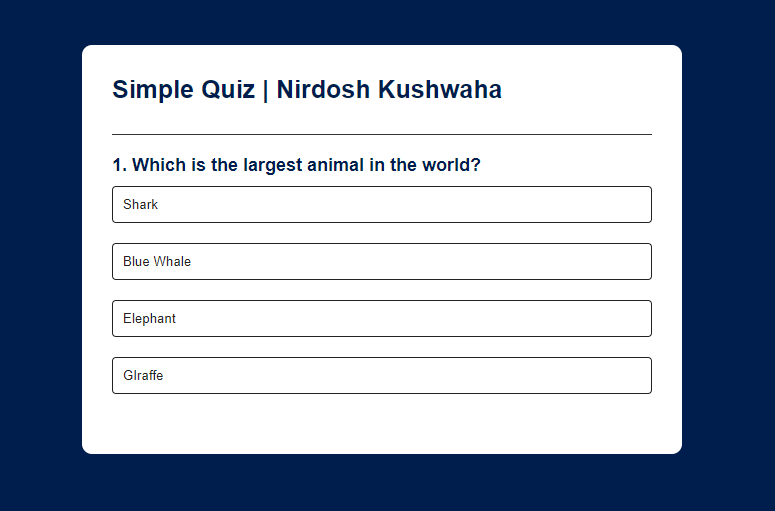 Simple Quiz | Nirdosh Kushwaha
1. Which is the largest animal in the world?
Shark
Blue Whale
Elephant
GIraffe